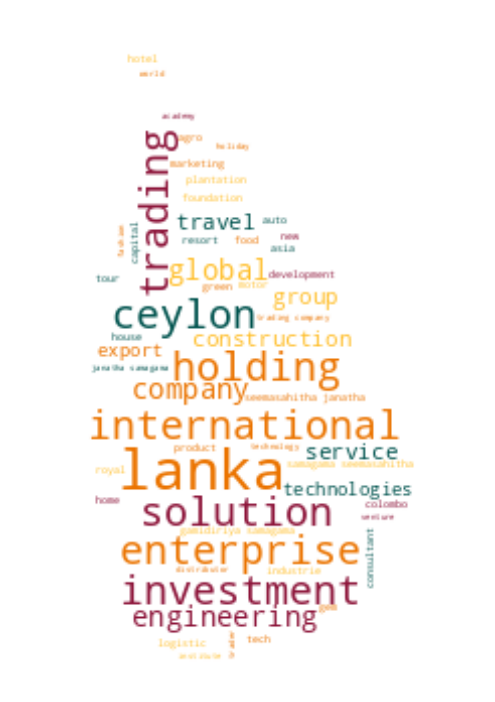 hotel
world
academy
agro
holiday
trading
marketing
plantation
foundation
travel auto
fashion
capital
resort food new
asia
tour global development
green motor
group
ceylon trading company
house construction
export
janatha samagama holding
company seemasahitha janatha
international
product technology service
royal lanka samagama seemasahitha
technologies
home solution colombo
venture
gamidiriya samagama
enterprise consultant
distributor industrie
investment
engineering gem
logistic trader tech
institute